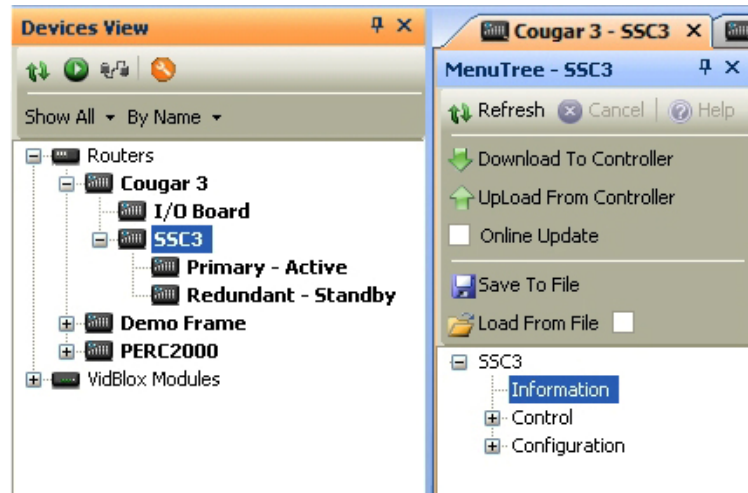 Devices View
Show All By Name
Routers
Cougar 3
I/O Board
SSC3
Primary - Active
Redundant - Standby
Demo Frame
PERC2000
VidBlox Modules
Cougar 3 - SSC3
MenuTree - SSC3
Refresh Cancel Help
Download To Controller
UpLoad From Controller
Online Update
Save To File
Load From File
SSC3
Information
Control
Configuration